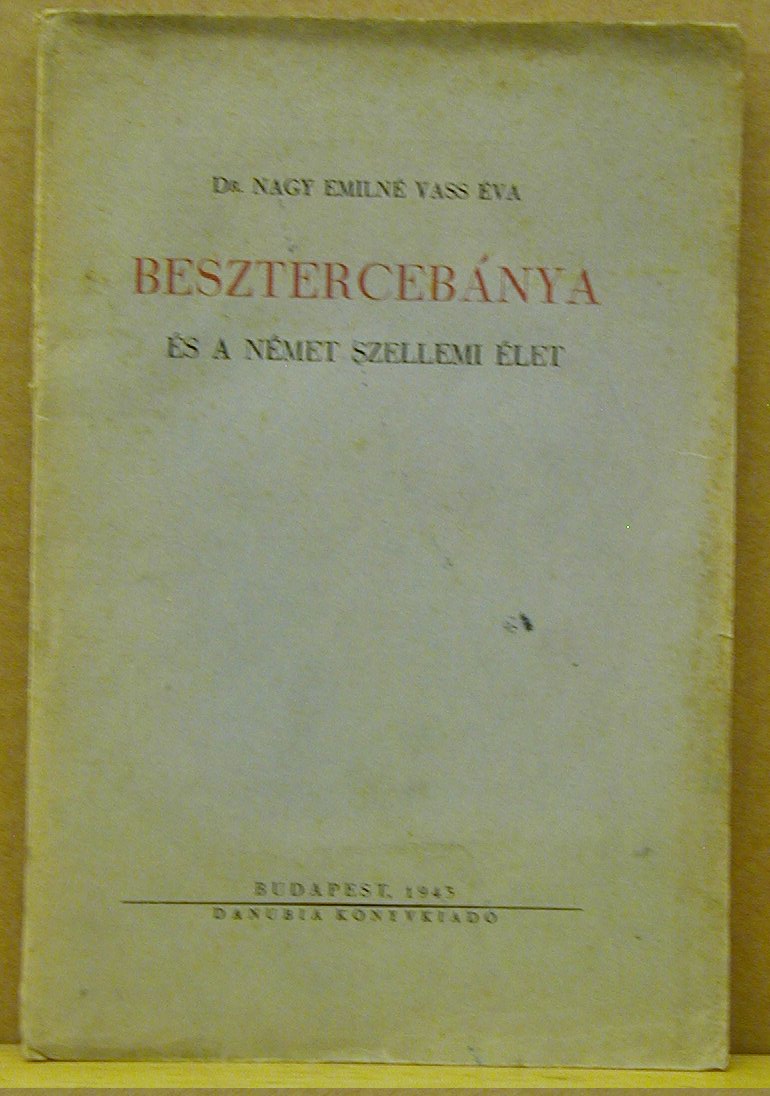 Dr. NAGY EMILNÉ VASS ÉVA
BESZTERCEBÁNYA
ÉS A NÉMET SZELLEMI ÉLET
BUDAPEST, 1943
DANUBIA KÖNYVKIADÓ